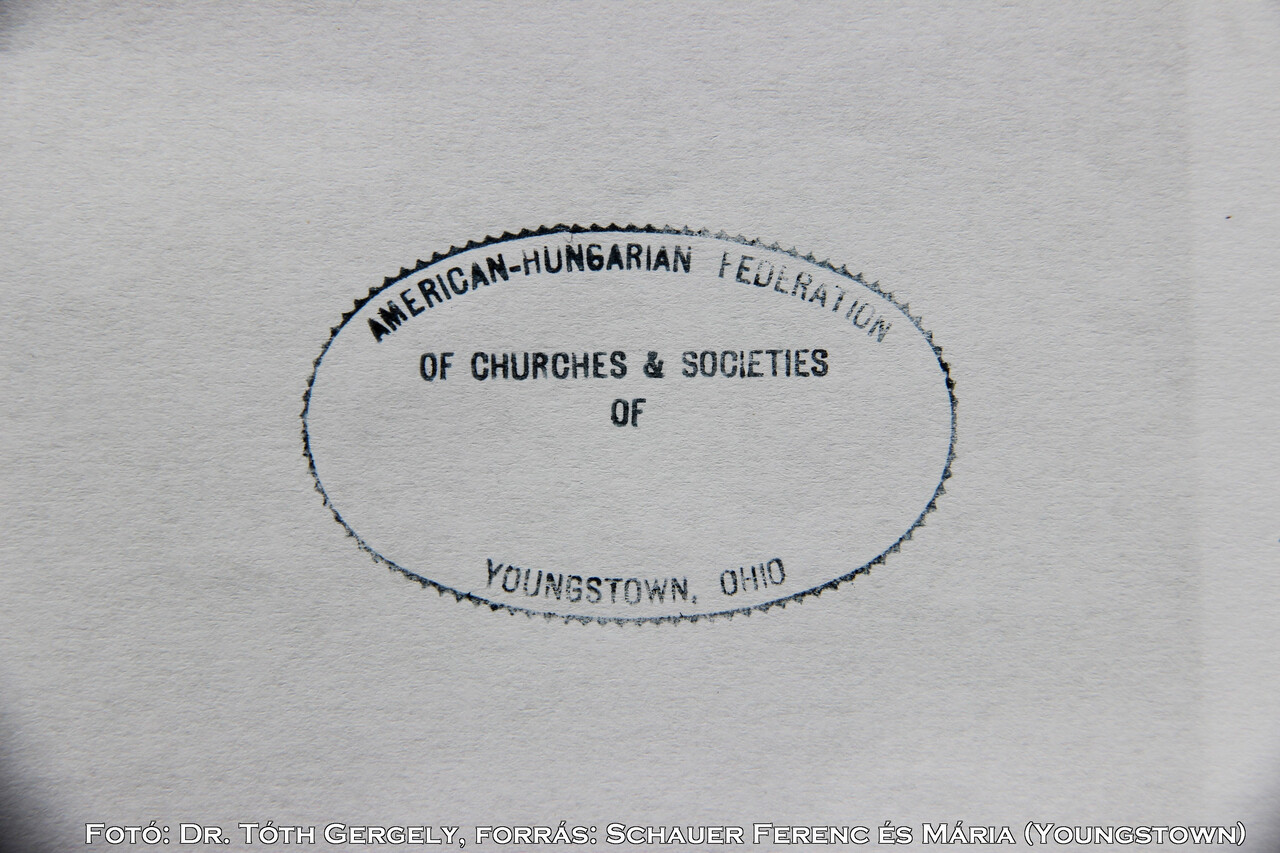 AMERICAN-HUNGARIAN FEDERATION
OF CHURCHES & SOCIETIES
OF
YOUNGSTOWN, OHIO
FOTÓ: DR. TÓTH GERGELY, FORRÁS: SCHAUER FERENC ÉS MÁRIA (YOUNGSTOWN)